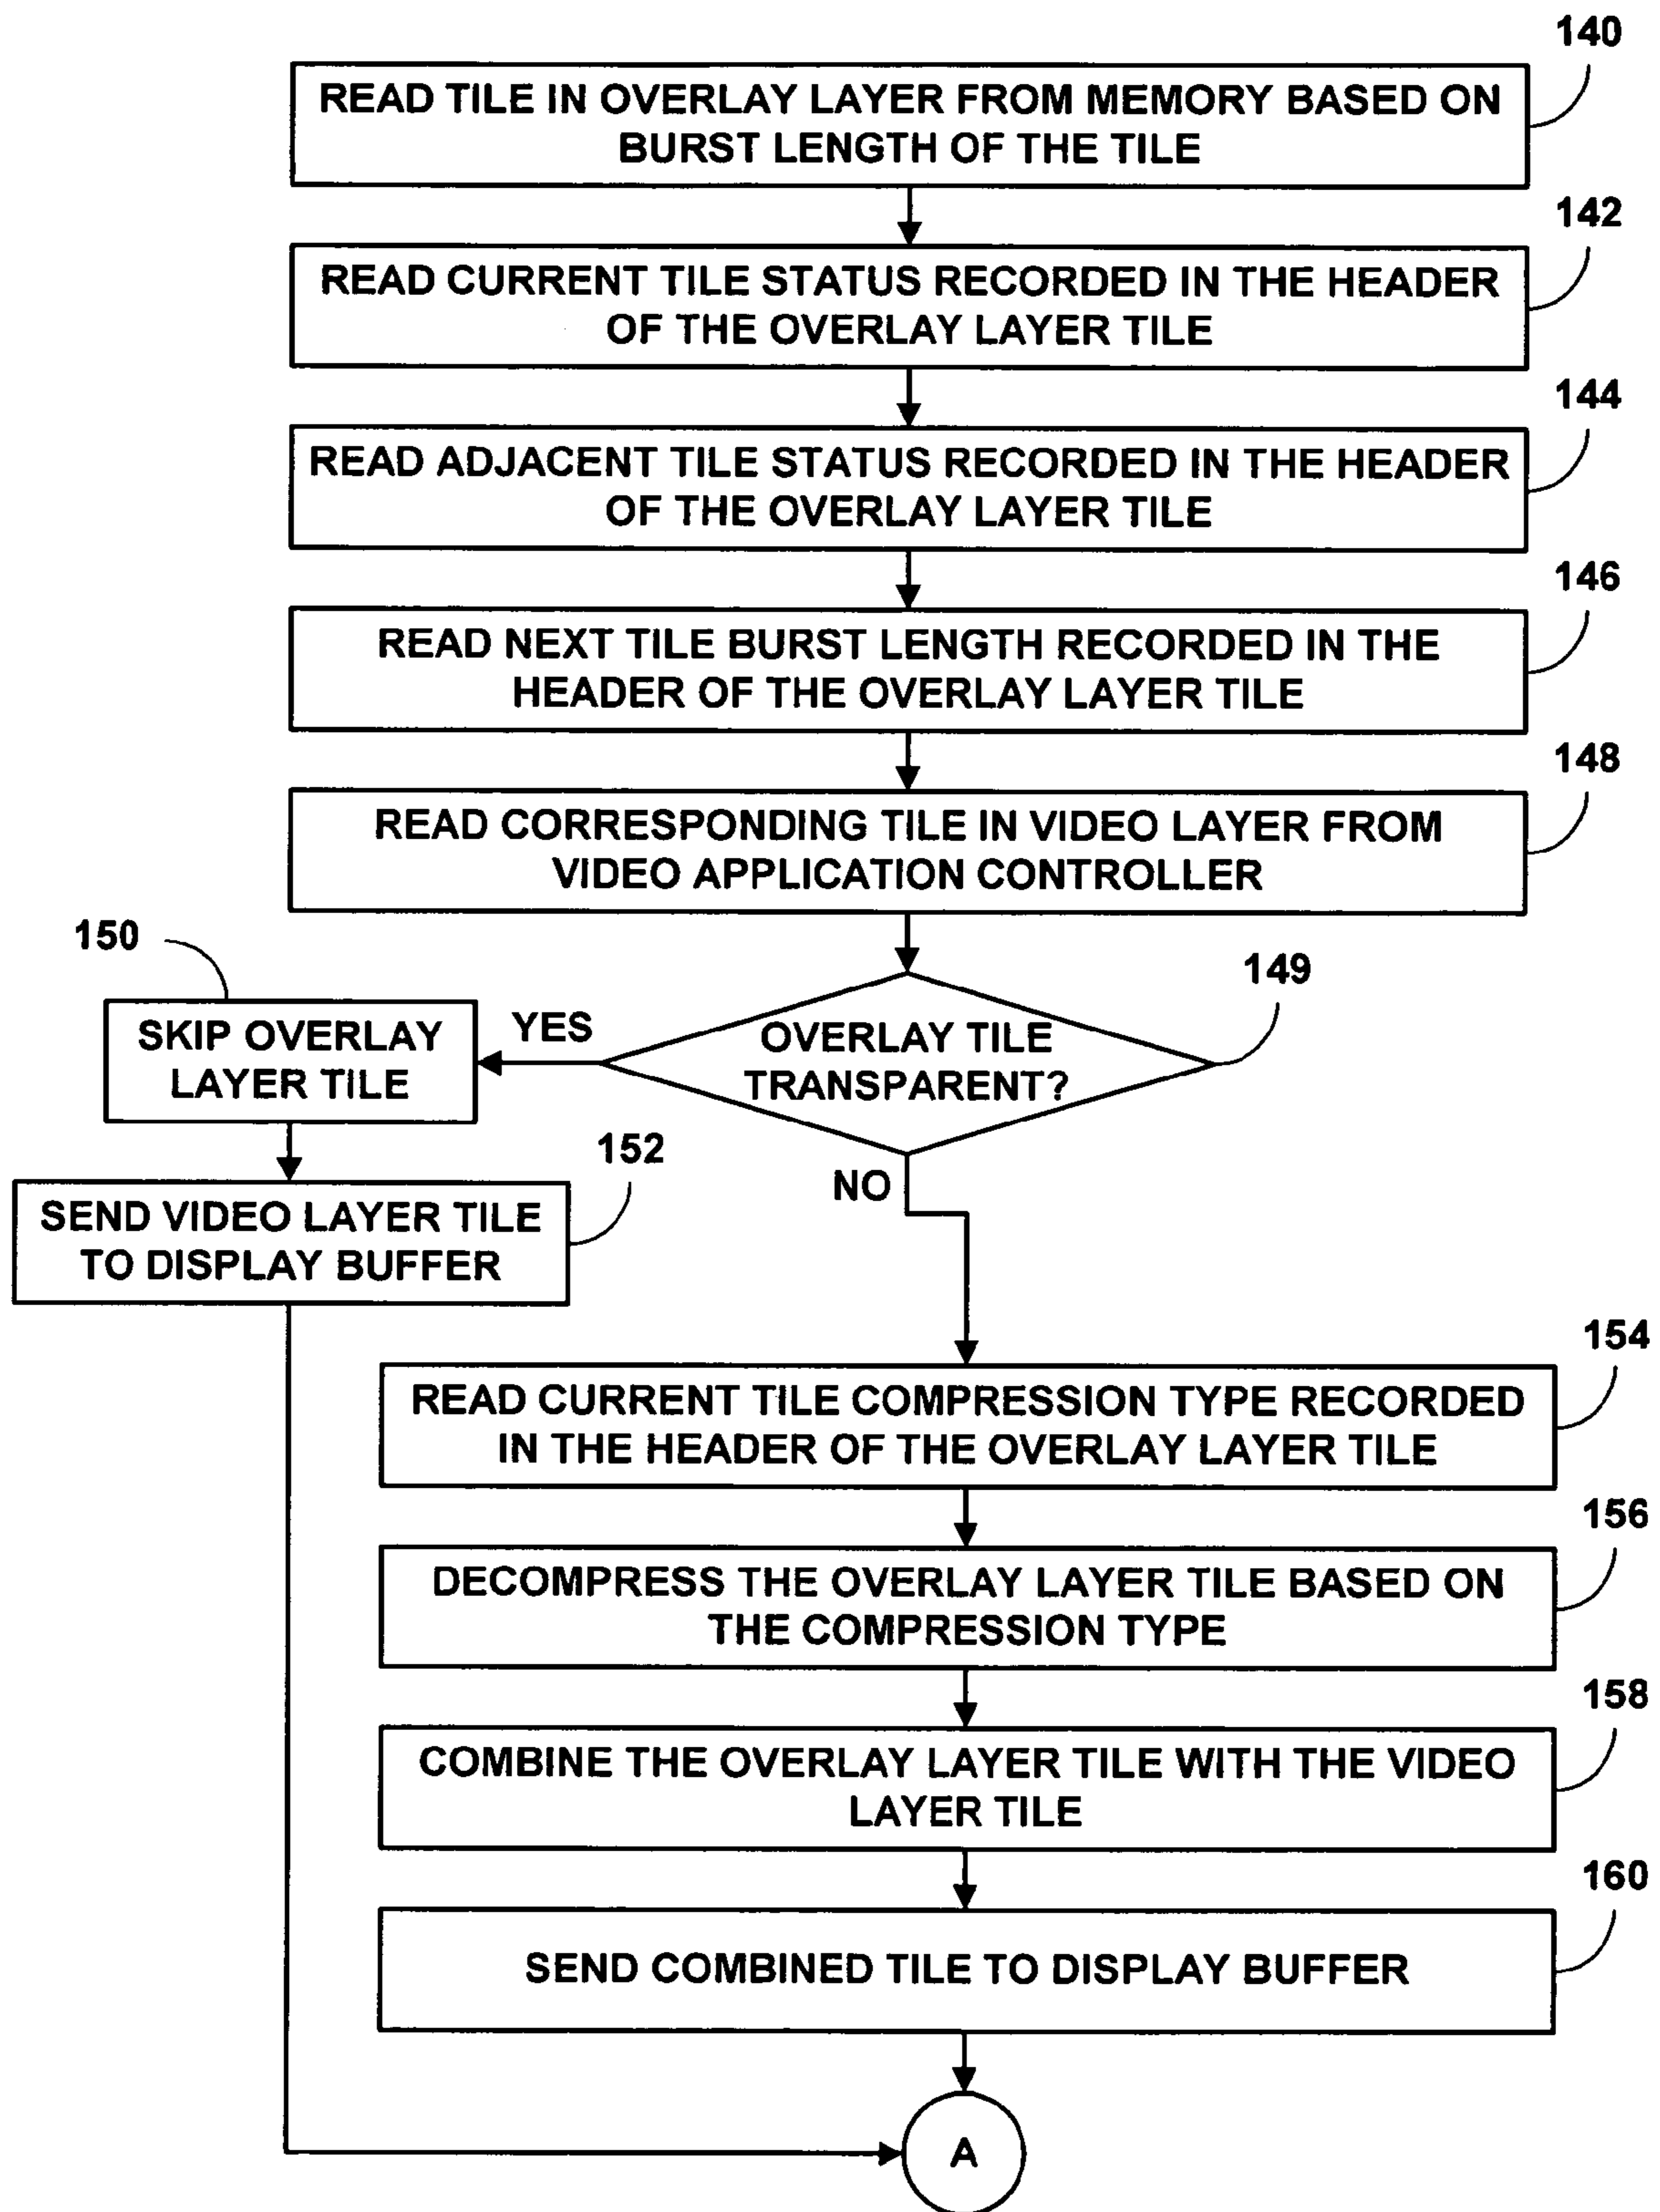 140
READ TILE IN OVERLAY LAYER FROM MEMORY BASED ON
BURST LENGTH OF THE TILE
142
READ CURRENT TILE STATUS RECORDED IN THE HEADER
OF THE OVERLAY LAYER TILE
144
READ ADJACENT TILE STATUS RECORDED IN THE HEADER
OF THE OVERLAY LAYER TILE
146
READ NEXT TILE BURST LENGTH RECORDED IN THE
HEADER OF THE OVERLAY LAYER TILE
148
READ CORRESPONDING TILE IN VIDEO LAYER FROM
VIDEO APPLICATION CONTROLLER
149
OVERLAY TILE
TRANSPARENT?
YES
150
SKIP OVERLAY
LAYER TILE
152
SEND VIDEO LAYER TILE
TO DISPLAY BUFFER
NO
154
READ CURRENT TILE COMPRESSION TYPE RECORDED
IN THE HEADER OF THE OVERLAY LAYER TILE
156
DECOMPRESS THE OVERLAY LAYER TILE BASED ON
THE COMPRESSION TYPE
158
COMBINE THE OVERLAY LAYER TILE WITH THE VIDEO
LAYER TILE
160
SEND COMBINED TILE TO DISPLAY BUFFER
A